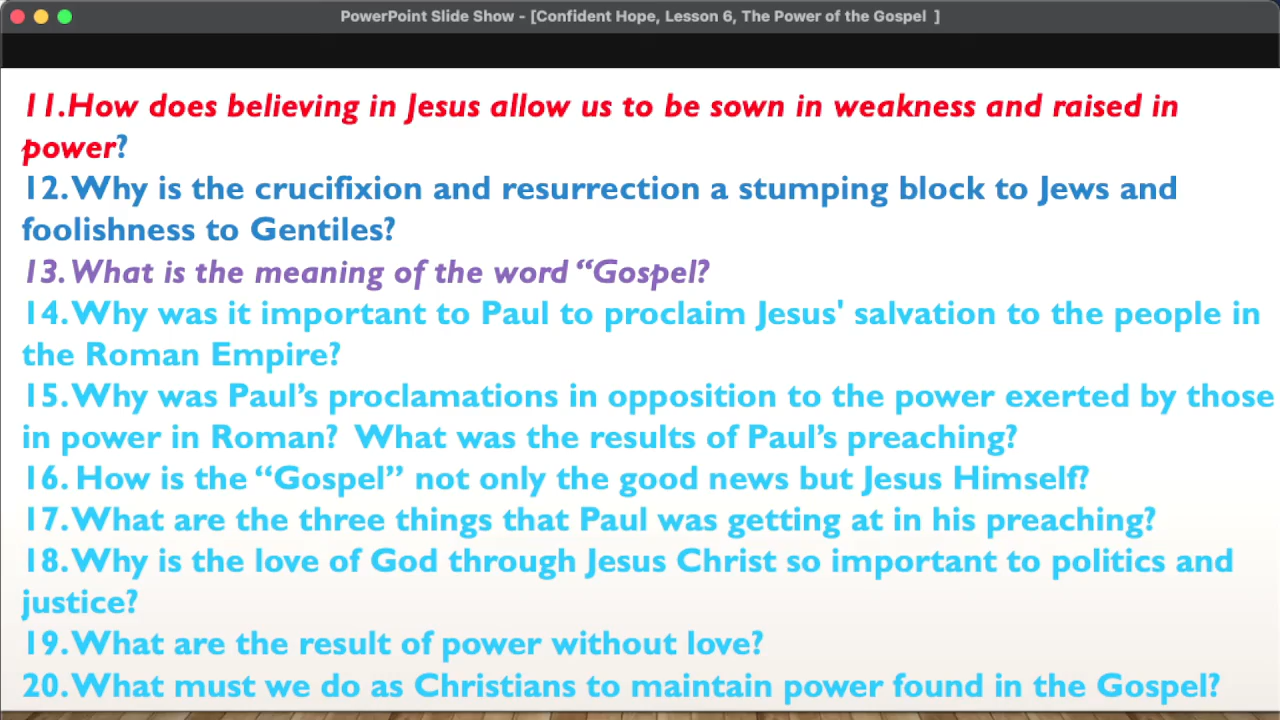 PowerPoint Slide Show - [Confident Hope, Lesson 6, The Power of the Gospel ]
11.How does believing in Jesus allow us to be sown in weakness and raised in
power?
12. Why is the crucifixion and resurrection a stumping block to Jews and
foolishness to Gentiles?
13. What is the meaning of the word “Gospel?
14. Why was it important to Paul to proclaim Jesus' salvation to the people in
the Roman Empire?
15. Why was Paul’s proclamations in opposition to the power exerted by those
in power in Roman? What was the results of Paul’s preaching?
16. How is the “Gospel” not only the good news but Jesus Himself?
17. What are the three things that Paul was getting at in his preaching?
18. Why is the love of God through Jesus Christ so important to politics and
justice?
19. What are the result of power without love?
20. What must we do as Christians to maintain power found in the Gospel?